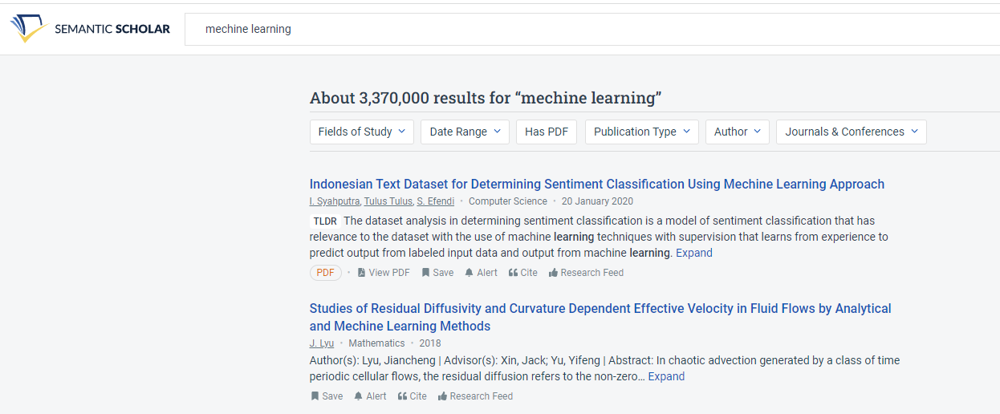 SEMANTIC SCHOLAR
mechine learning
About 3,370,000 results for “mechine learning”
Fields of Study Date Range Has PDF Publication Type Author Journals & Conferences
Indonesian Text Dataset for Determining Sentiment Classification Using Mechine Learning Approach
I. Syahputra, Tulus Tulus, S. Efendi • Computer Science • 20 January 2020
TLDR The dataset analysis in determining sentiment classification is a model of sentiment classification that has
relevance to the dataset with the use of machine learning techniques with supervision that learns from experience to
predict output from labeled input data and output from machine learning. Expand
PDF • View PDF Save Alert Cite Research Feed
Studies of Residual Diffusivity and Curvature Dependent Effective Velocity in Fluid Flows by Analytical
and Mechine Learning Methods
J. Lyu • Mathematics • 2018
Author(s): Lyu, Jiancheng | Advisor(s): Xin, Jack; Yu, Yifeng | Abstract: In chaotic advection generated by a class of time
periodic cellular flows, the residual diffusion refers to the non-zero… Expand
Save Alert Cite Research Feed